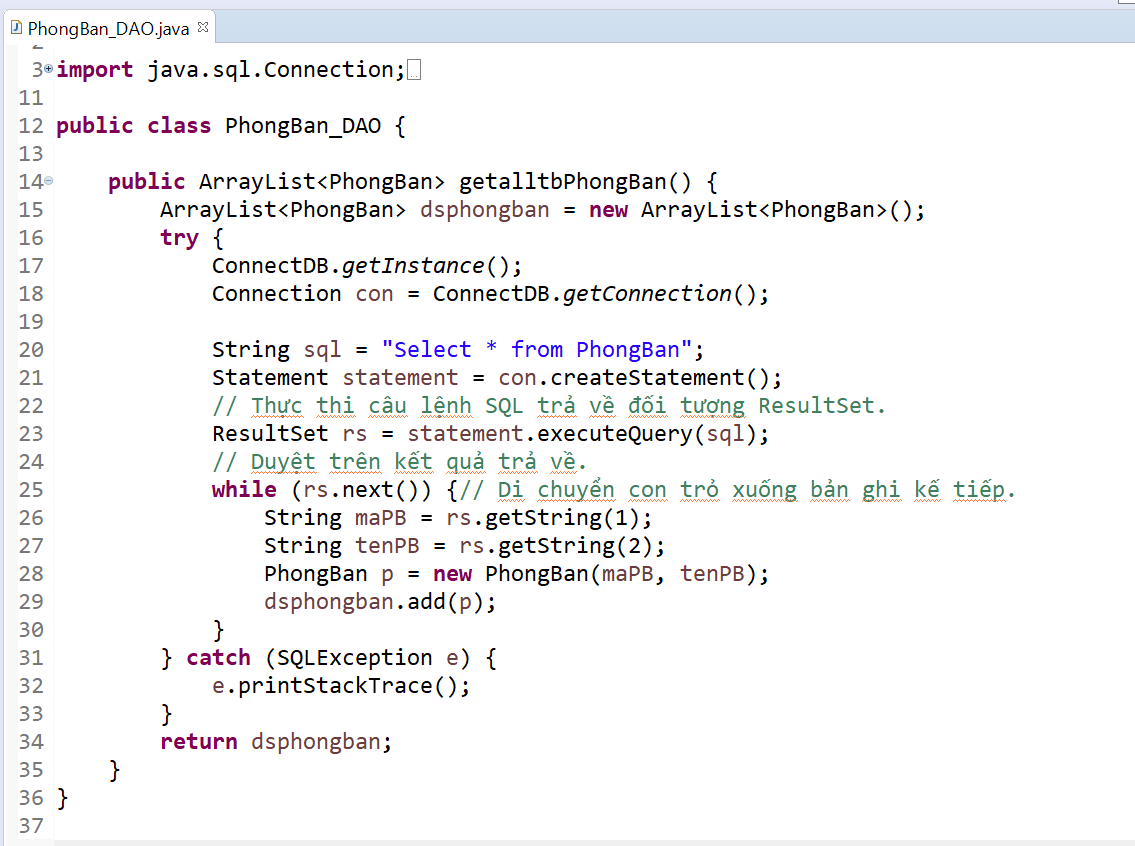 PhongBan_DAO.java
3 import java.sql.Connection;
11
12 public class PhongBan_DAO {
13
14     public ArrayList<PhongBan> getalltbPhongBan() {
15         ArrayList<PhongBan> dsphongban = new ArrayList<PhongBan>();
16         try {
17             ConnectDB.getInstance();
18             Connection con = ConnectDB.getConnection();
19
20             String sql = "Select * from PhongBan";
21             Statement statement = con.createStatement();
22             // Thực thi câu lệnh SQL trả về đối tượng ResultSet.
23             ResultSet rs = statement.executeQuery(sql);
24             // Duyệt trên kết quả trả về.
25             while (rs.next()) {// Di chuyển con trỏ xuống bản ghi kế tiếp.
26                 String maPB = rs.getString(1);
27                 String tenPB = rs.getString(2);
28                 PhongBan p = new PhongBan(maPB, tenPB);
29                 dsphongban.add(p);
30             }
31         } catch (SQLException e) {
32             e.printStackTrace();
33         }
34         return dsphongban;
35     }
36 }
37